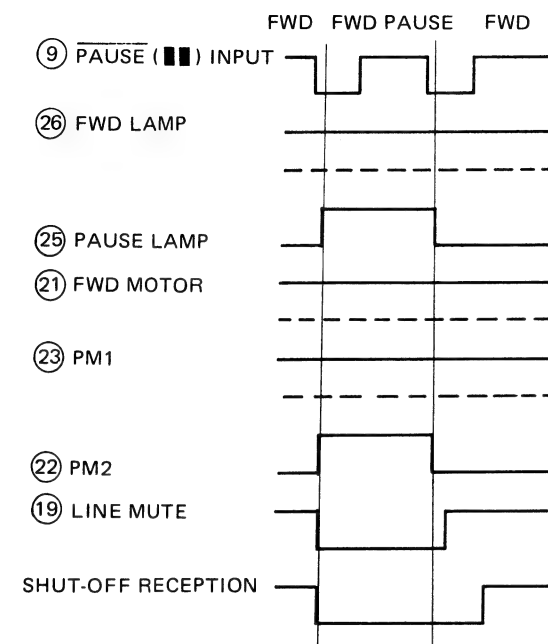 FWD FWD PAUSE FWD
9 PAUSE (▮▮) INPUT
26 FWD LAMP
25 PAUSE LAMP
21 FWD MOTOR
23 PM1
22 PM2
19 LINE MUTE
SHUT-OFF RECEPTION